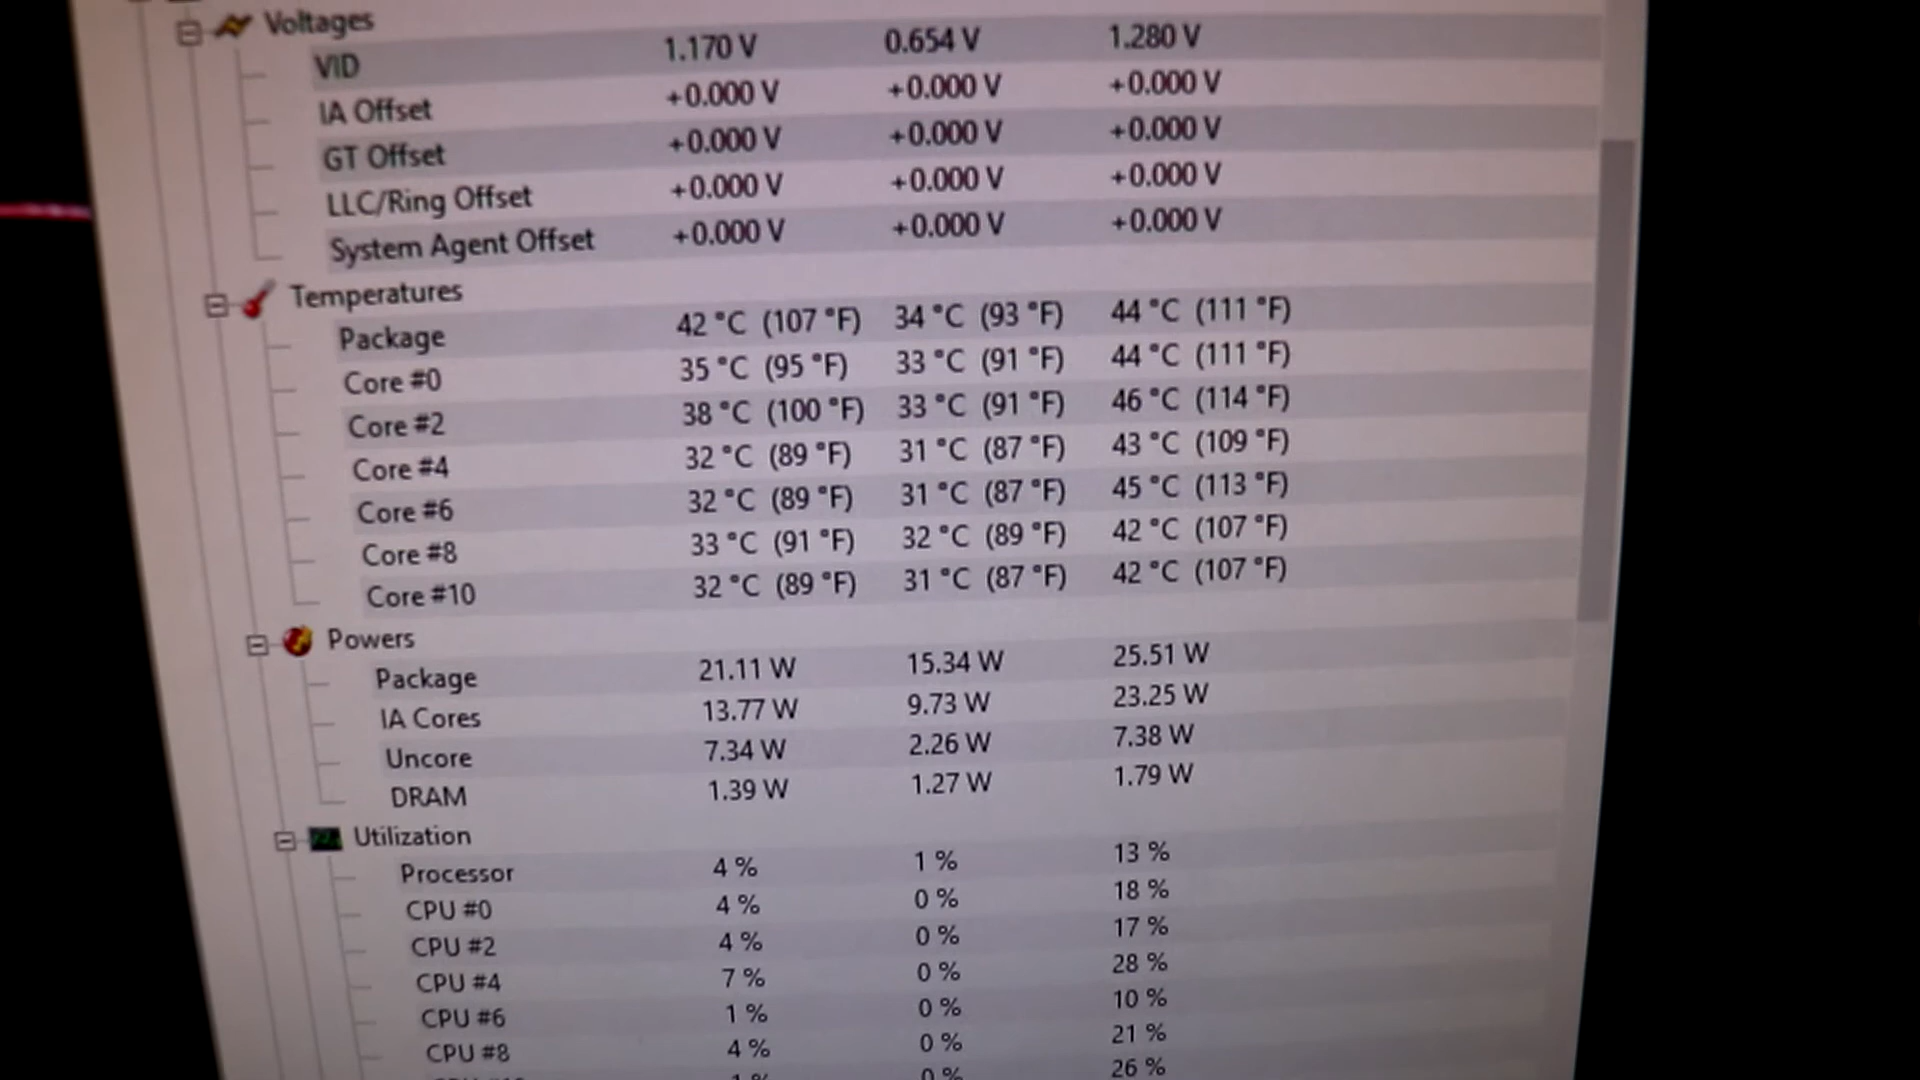 Voltages
VID 1.170 V 0.654 V 1.280 V
IA Offset +0.000 V +0.000 V +0.000 V
GT Offset +0.000 V +0.000 V +0.000 V
LLC/Ring Offset +0.000 V +0.000 V +0.000 V
System Agent Offset +0.000 V +0.000 V +0.000 V
Temperatures
Package 42 °C (107 °F) 34 °C (93 °F) 44 °C (111 °F)
Core #0 35 °C (95 °F) 33 °C (91 °F) 44 °C (111 °F)
Core #2 38 °C (100 °F) 33 °C (91 °F) 46 °C (114 °F)
Core #4 32 °C (89 °F) 31 °C (87 °F) 43 °C (109 °F)
Core #6 32 °C (89 °F) 31 °C (87 °F) 45 °C (113 °F)
Core #8 33 °C (91 °F) 32 °C (89 °F) 42 °C (107 °F)
Core #10 32 °C (89 °F) 31 °C (87 °F) 42 °C (107 °F)
Powers
Package 21.11 W 15.34 W 25.51 W
IA Cores 13.77 W 9.73 W 23.25 W
Uncore 7.34 W 2.26 W 7.38 W
DRAM 1.39 W 1.27 W 1.79 W
Utilization
Processor 4 % 1 % 13 %
CPU #0 4 % 0 % 18 %
CPU #2 4 % 0 % 17 %
CPU #4 7 % 0 % 28 %
CPU #6 1 % 0 % 10 %
CPU #8 4 % 0 % 21 %
26 %